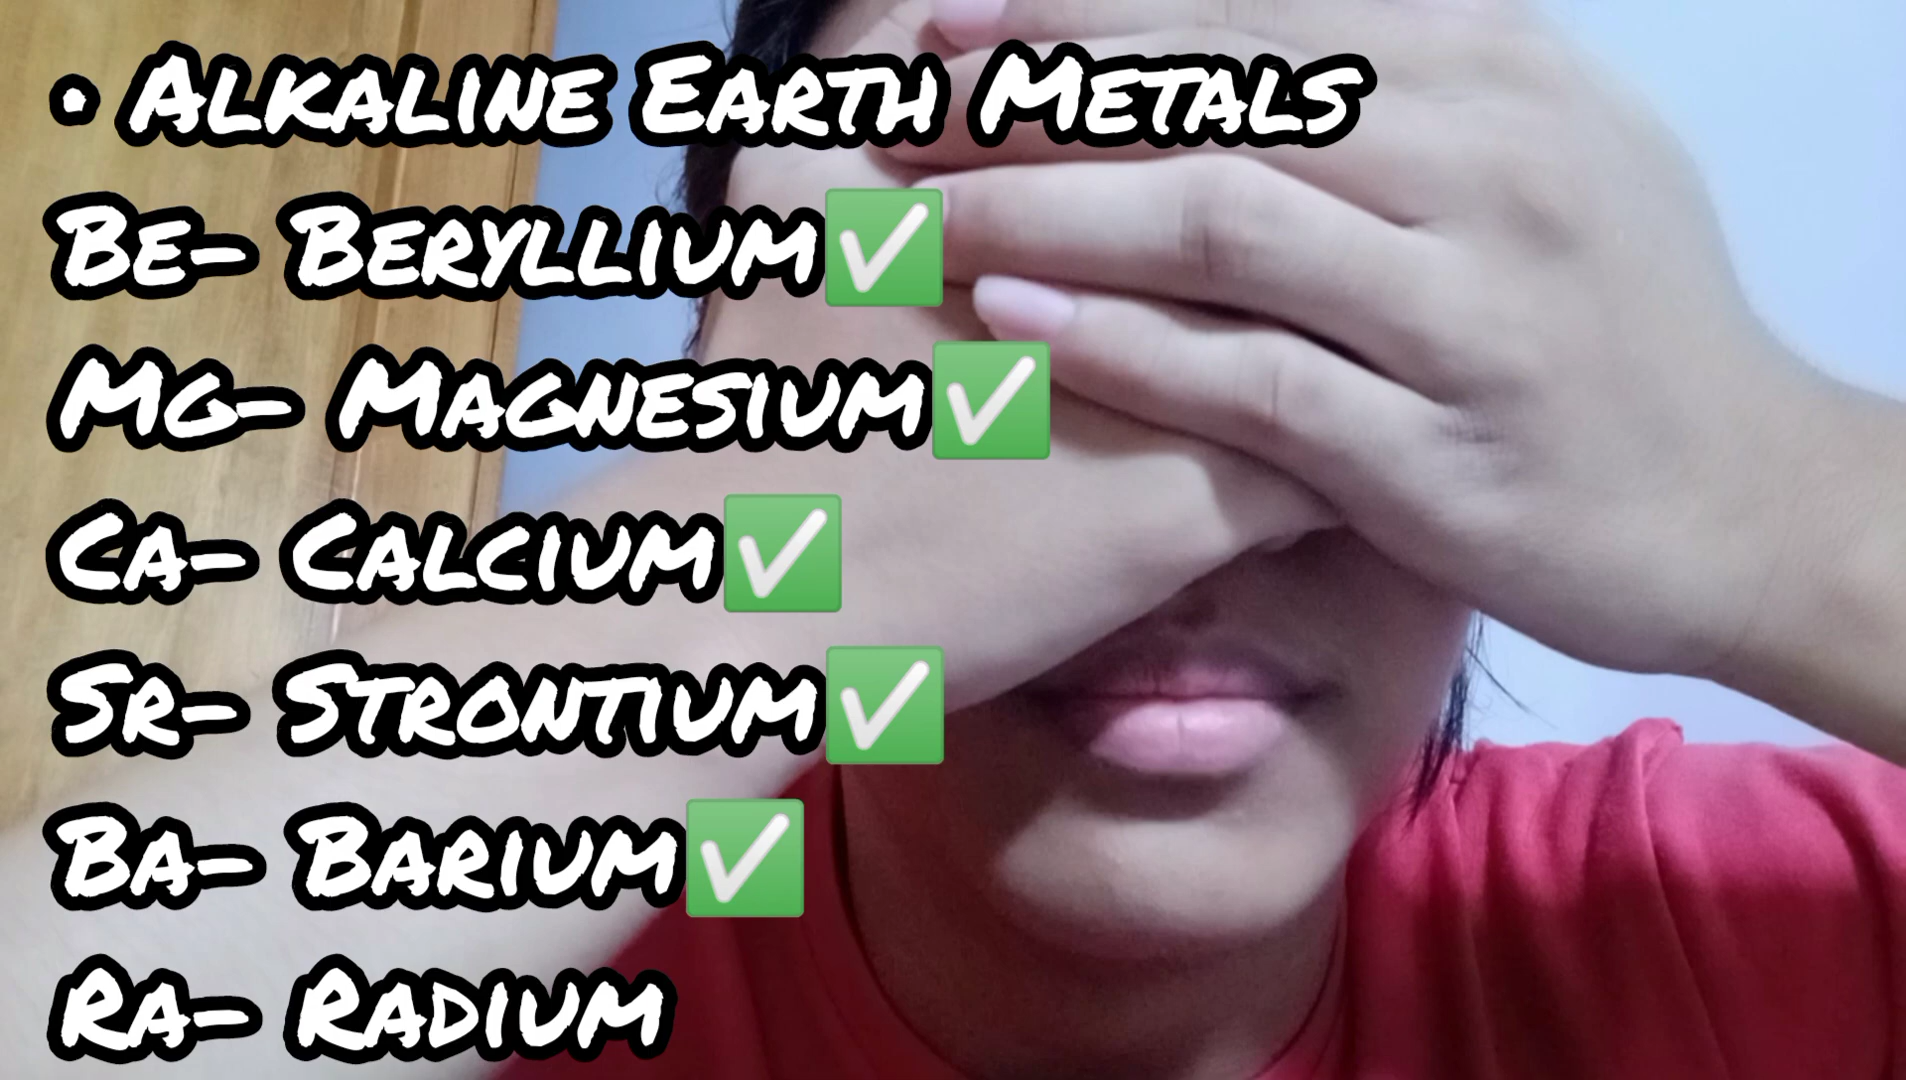 • Alkaline Earth Metals
Be- Beryllium✅
Mg- Magnesium✅
Ca- Calcium✅
Sr- Strontium✅
Ba- Barium✅
Ra- Radium